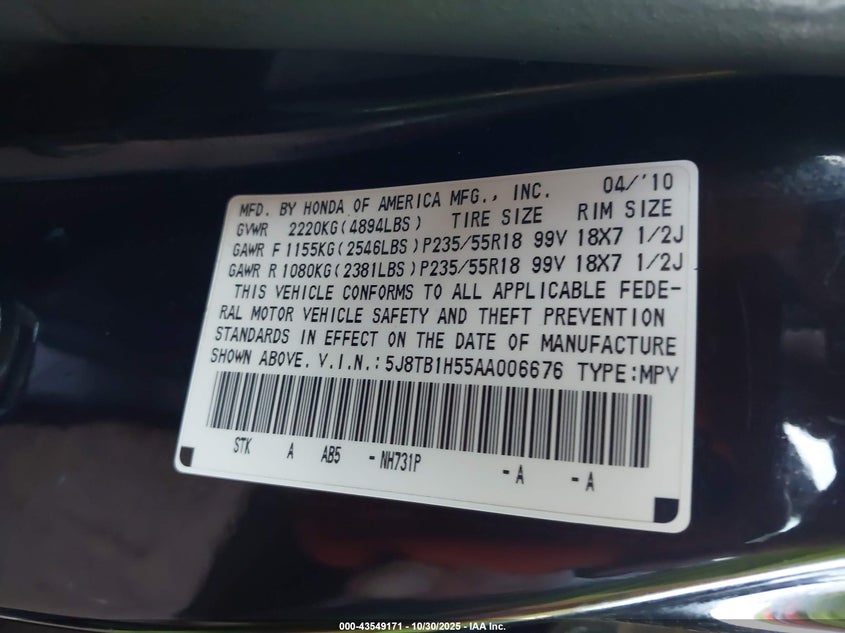 MFD. BY HONDA OF AMERICA MFG., INC. 04/'10
GVWR 2220KG(4894LBS) TIRE SIZE RIM SIZE
GAWR F 1155KG(2546LBS)P235/55R18 99V 18X7 1/2J
GAWR R 1080KG(2381LBS)P235/55R18 99V 18X7 1/2J
THIS VEHICLE CONFORMS TO ALL APPLICABLE FEDE-
RAL MOTOR VEHICLE SAFETY AND THEFT PREVENTION
STANDARDS IN EFFECT ON THE DATE OF MANUFACTURE
SHOWN ABOVE. V.I.N.:5J8TB1H55AA006676 TYPE:MPV
STK A AB5 -NH731P -A -A
000-43549171 - 10/30/2025 - IAA Inc.